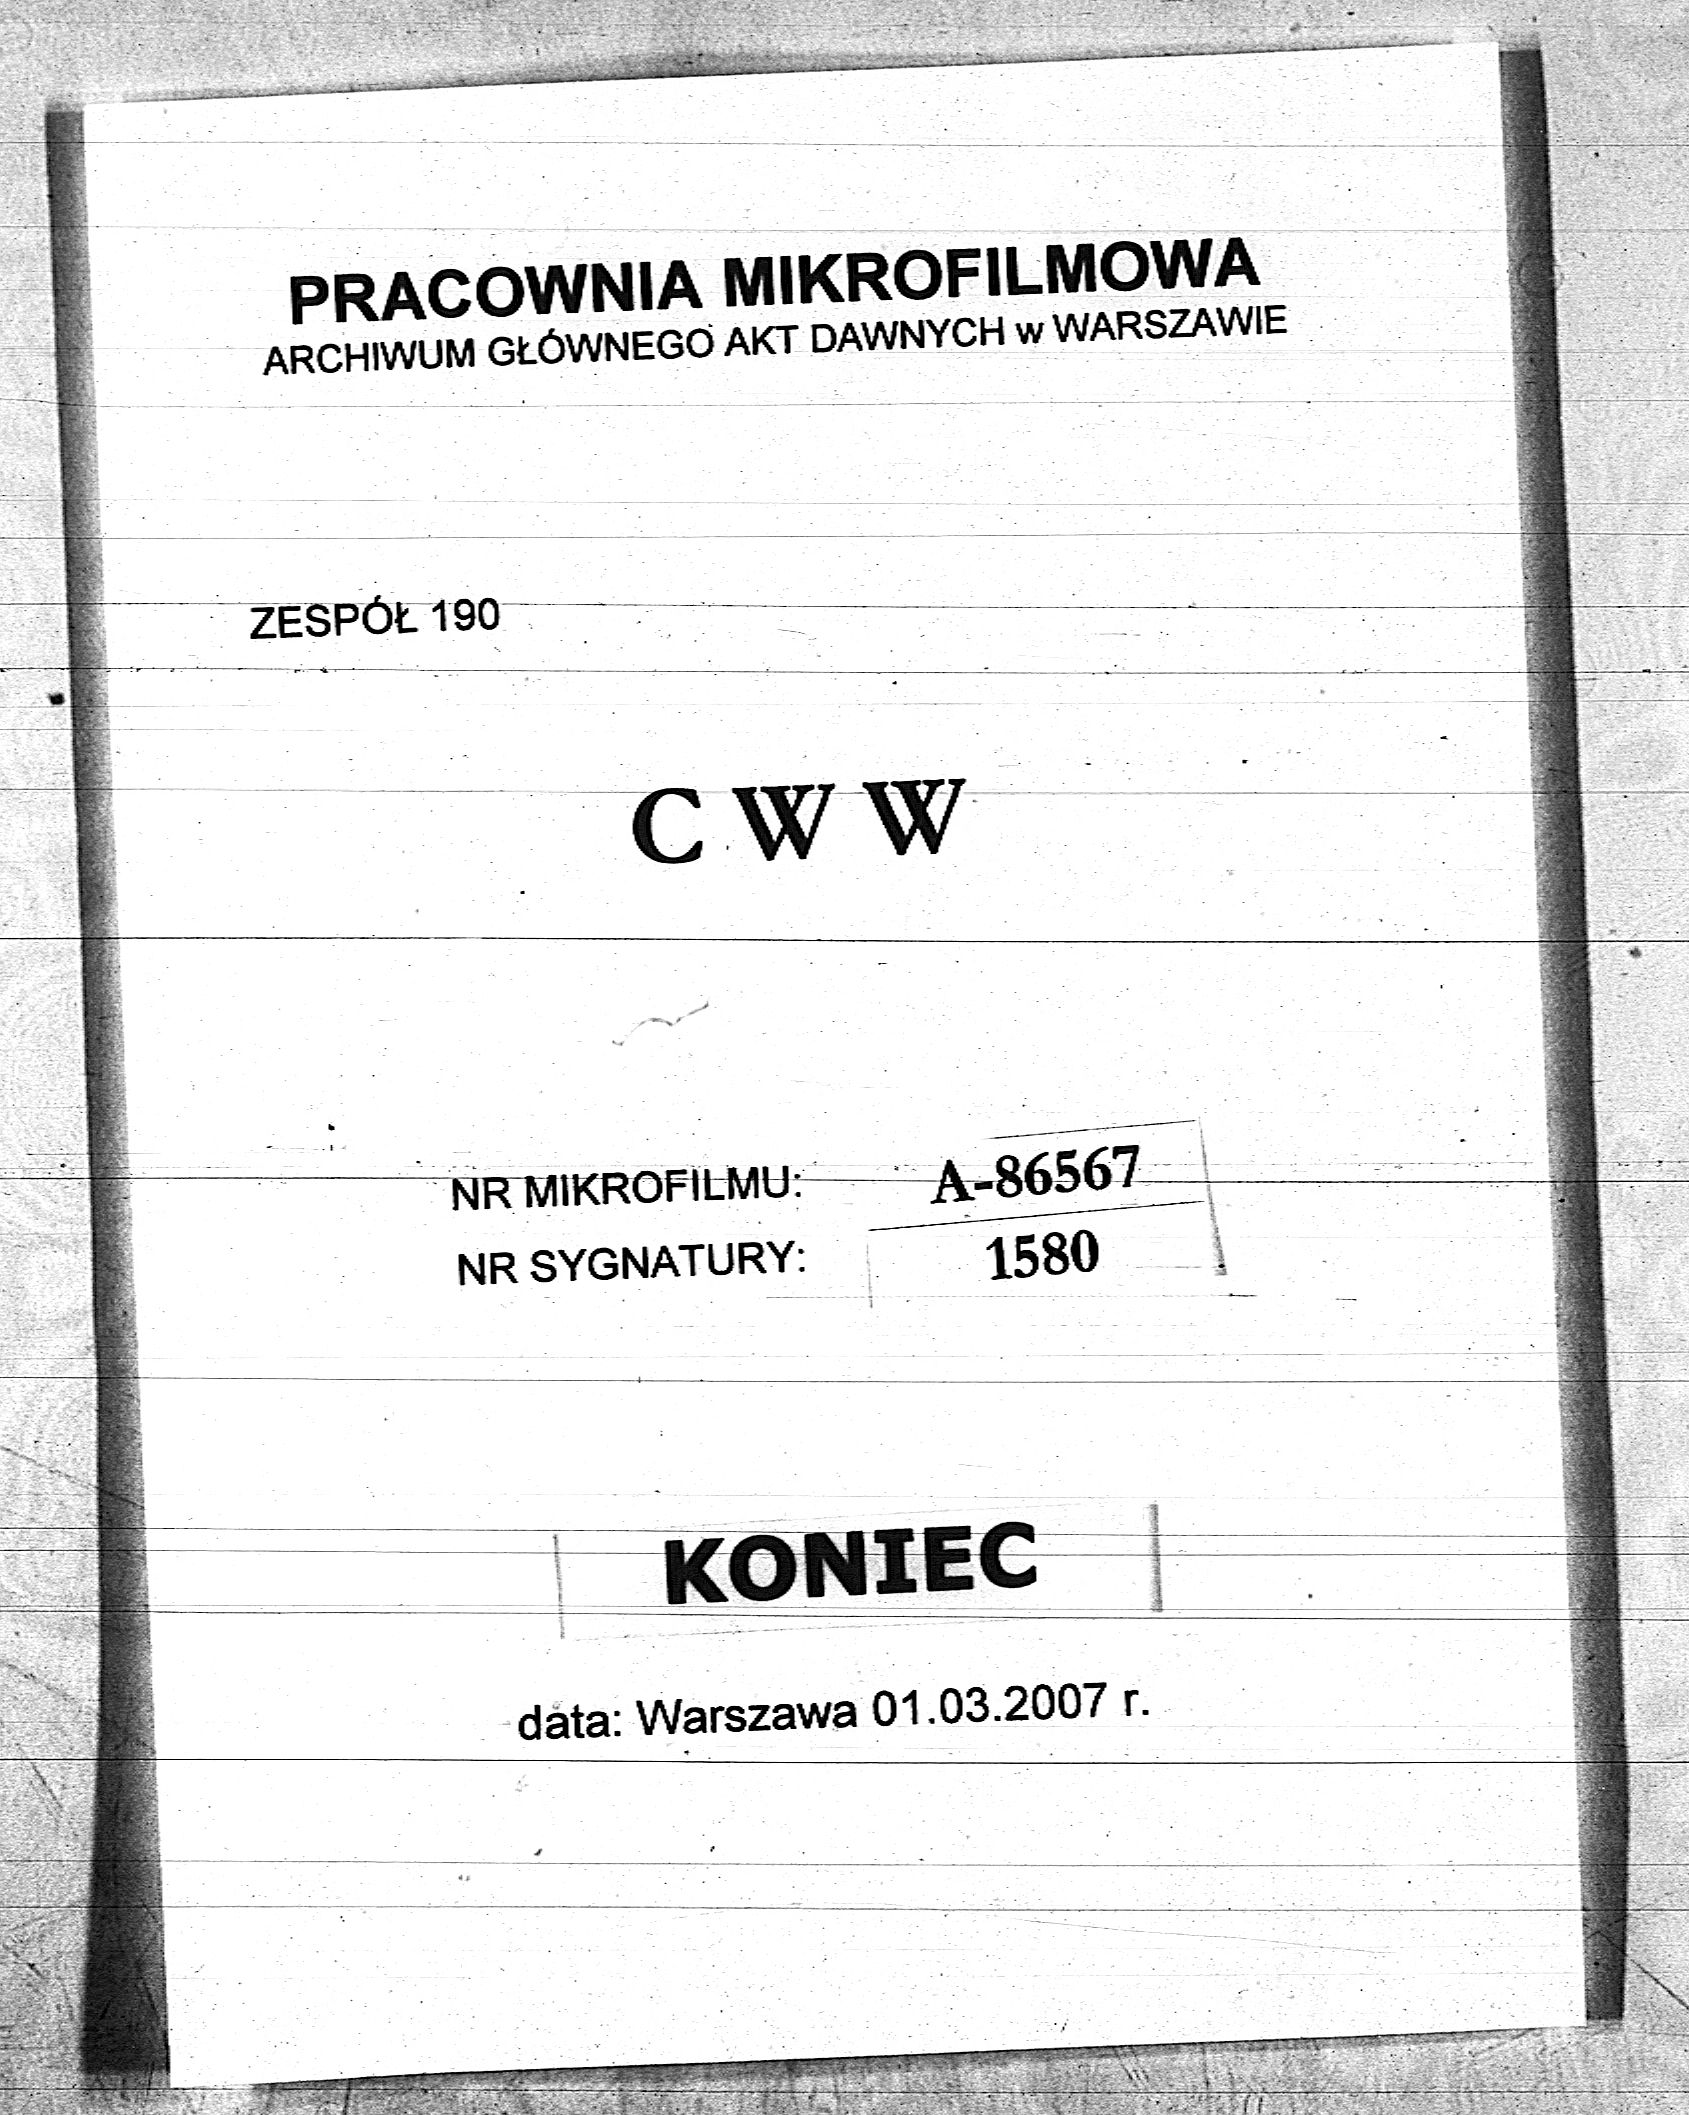 PRACOWNIA MIKROFILMOWA
ARCHIWUM GŁÓWNEGO AKT DAWNYCH w WARSZAWIE
ZESPÓŁ 190
C W W
NR MIKROFILMU: A-86567
NR SYGNATURY: 1580
KONIEC
data: Warszawa 01.03.2007 r.